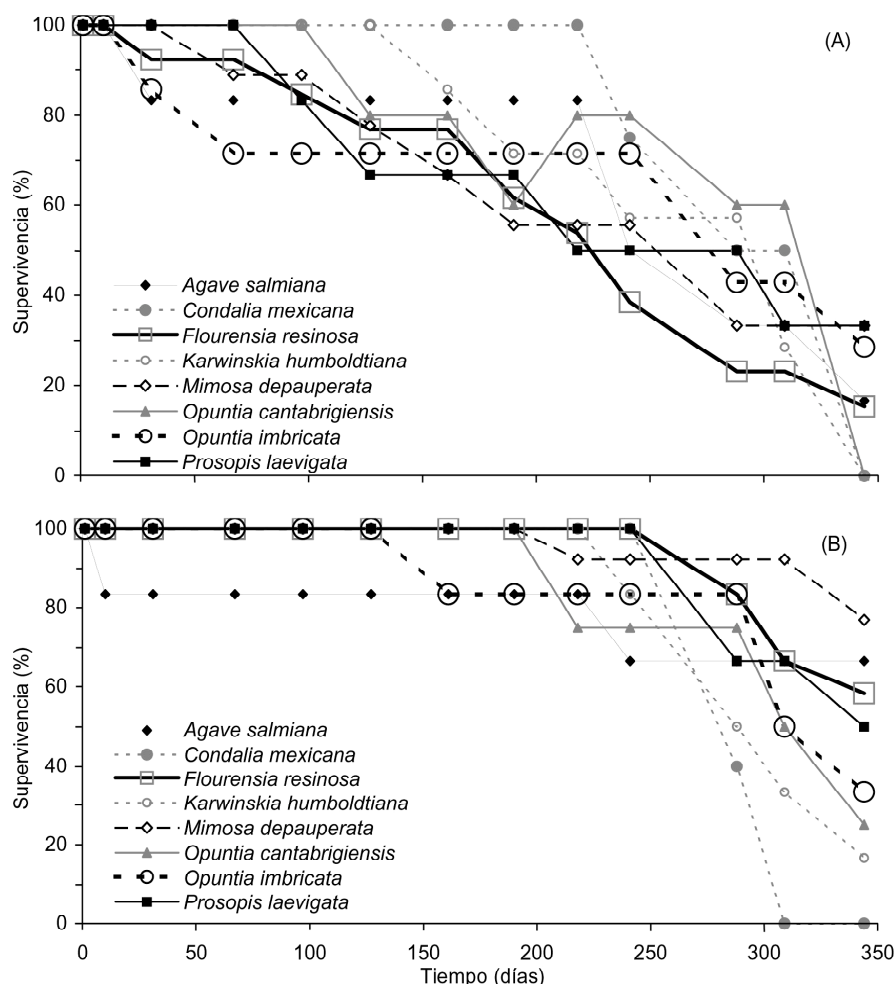 100
(A)
80
60
40
20
0
Supervivencia (%)
Agave salmiana
Condalia mexicana
Flourensia resinosa
Karwinskia humboldtiana
Mimosa depauperata
Opuntia cantabrigiensis
Opuntia imbricata
Prosopis laevigata
100
(B)
80
60
40
20
0
Supervivencia (%)
Agave salmiana
Condalia mexicana
Flourensia resinosa
Karwinskia humboldtiana
Mimosa depauperata
Opuntia cantabrigiensis
Opuntia imbricata
Prosopis laevigata
0 50 100 150 200 250 300 350
Tiempo (días)